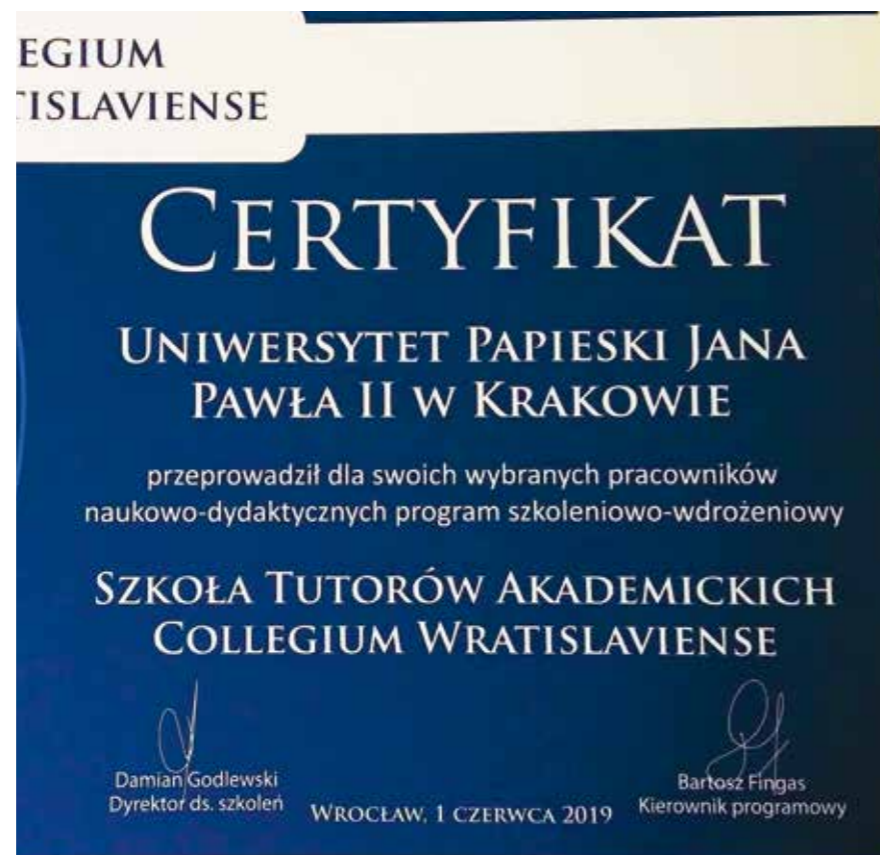 EGIUM
TISLAVIENSE
CERTYFIKAT
UNIWERSYTET PAPIESKI JANA
PAWŁA II W KRAKOWIE
przeprowadził dla swoich wybranych pracowników
naukowo-dydaktycznych program szkoleniowo-wdrożeniowy
SZKOŁA TUTORÓW AKADEMICKICH
COLLEGIUM WRATISLAVIENSE
Damian Godlewski
Dyrektor ds. szkoleń
WROCŁAW, 1 CZERWCA 2019
Bartosz Fingas
Kierownik programowy